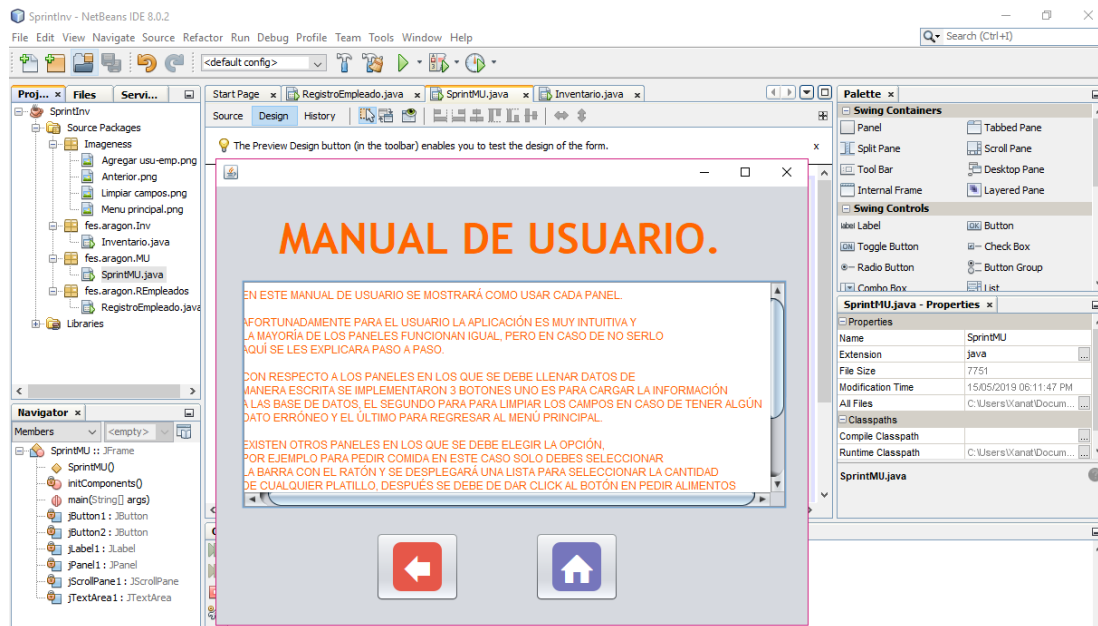 SprintInv - NetBeans IDE 8.0.2
File Edit View Navigate Source Refactor Run Debug Profile Team Tools Window Help
Search (Ctrl+I)
<default config>
Proj... × Files Servi...
SprintInv
Source Packages
Imageness
Agregar usu-emp.png
Anterior.png
Limpiar campos.png
Menu principal.png
fes.aragon.Inv
Inventario.java
fes.aragon.MU
SprintMU.java
fes.aragon.REmpleados
RegistroEmpleado.java
Libraries
Navigator ×
Members <empty>
SprintMU :: JFrame
SprintMU()
initComponents()
main(String[] args)
jButton1 : JButton
jButton2 : JButton
jLabel1 : JLabel
jPanel1 : JPanel
jScrollPane1 : JScrollPane
jTextArea1 : JTextArea
Start Page × RegistroEmpleado.java × SprintMU.java × Inventario.java ×
Source Design History
The Preview Design button (in the toolbar) enables you to test the design of the form. x
MANUAL DE USUARIO.
EN ESTE MANUAL DE USUARIO SE MOSTRARÁ COMO USAR CADA PANEL.
AFORTUNADAMENTE PARA EL USUARIO LA APLICACIÓN ES MUY INTUITIVA Y
LA MAYORÍA DE LOS PANELES FUNCIONAN IGUAL, PERO EN CASO DE NO SERLO
AQUÍ SE LES EXPLICARA PASO A PASO.
CON RESPECTO A LOS PANELES EN LOS QUE SE DEBE LLENAR DATOS DE
MANERA ESCRITA SE IMPLEMENTARON 3 BOTONES UNO ES PARA CARGAR LA INFORMACIÓN
A LAS BASE DE DATOS, EL SEGUNDO PARA PARA LIMPIAR LOS CAMPOS EN CASO DE TENER ALGÚN
DATO ERRÓNEO Y EL ÚLTIMO PARA REGRESAR AL MENÚ PRINCIPAL.
EXISTEN OTROS PANELES EN LOS QUE SE DEBE ELEGIR LA OPCIÓN,
POR EJEMPLO PARA PEDIR COMIDA EN ESTE CASO SOLO DEBES SELECCIONAR
LA BARRA CON EL RATÓN Y SE DESPLEGARÁ UNA LISTA PARA SELECCIONAR LA CANTIDAD
DE CUALQUIER PLATILLO, DESPUÉS SE DEBE DE DAR CLICK AL BOTÓN EN PEDIR ALIMENTOS
Palette ×
Swing Containers
Panel Tabbed Pane
Split Pane Scroll Pane
Tool Bar Desktop Pane
Internal Frame Layered Pane
Swing Controls
label Label OK Button
ON Toggle Button Check Box
Radio Button Button Group
Combo Box List
SprintMU.java - Properties ×
Properties
Name SprintMU
Extension java
File Size 7751
Modification Time 15/05/2019 06:11:47 PM
All Files C:\Users\Xanat\Docum...
Classpaths
Compile Classpath
Runtime Classpath C:\Users\Xanat\Docum...
SprintMU.java